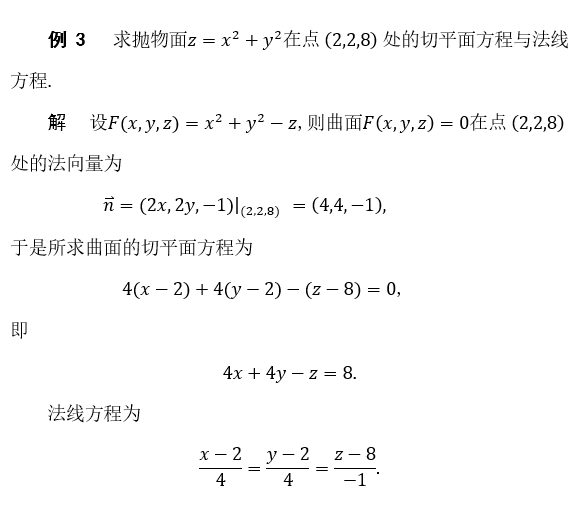 例 3 求抛物面z = x² + y²在点 (2,2,8) 处的切平面方程与法线
方程.
解 设F(x, y, z) = x² + y² − z, 则曲面F(x, y, z) = 0在点 (2,2,8)
处的法向量为
n⃗ = (2x, 2y, −1)|₍₂,₂,₈₎ = (4,4, −1),
于是所求曲面的切平面方程为
4(x − 2) + 4(y − 2) − (z − 8) = 0,
即
4x + 4y − z = 8.
法线方程为
(x − 2)/4 = (y − 2)/4 = (z − 8)/−1.